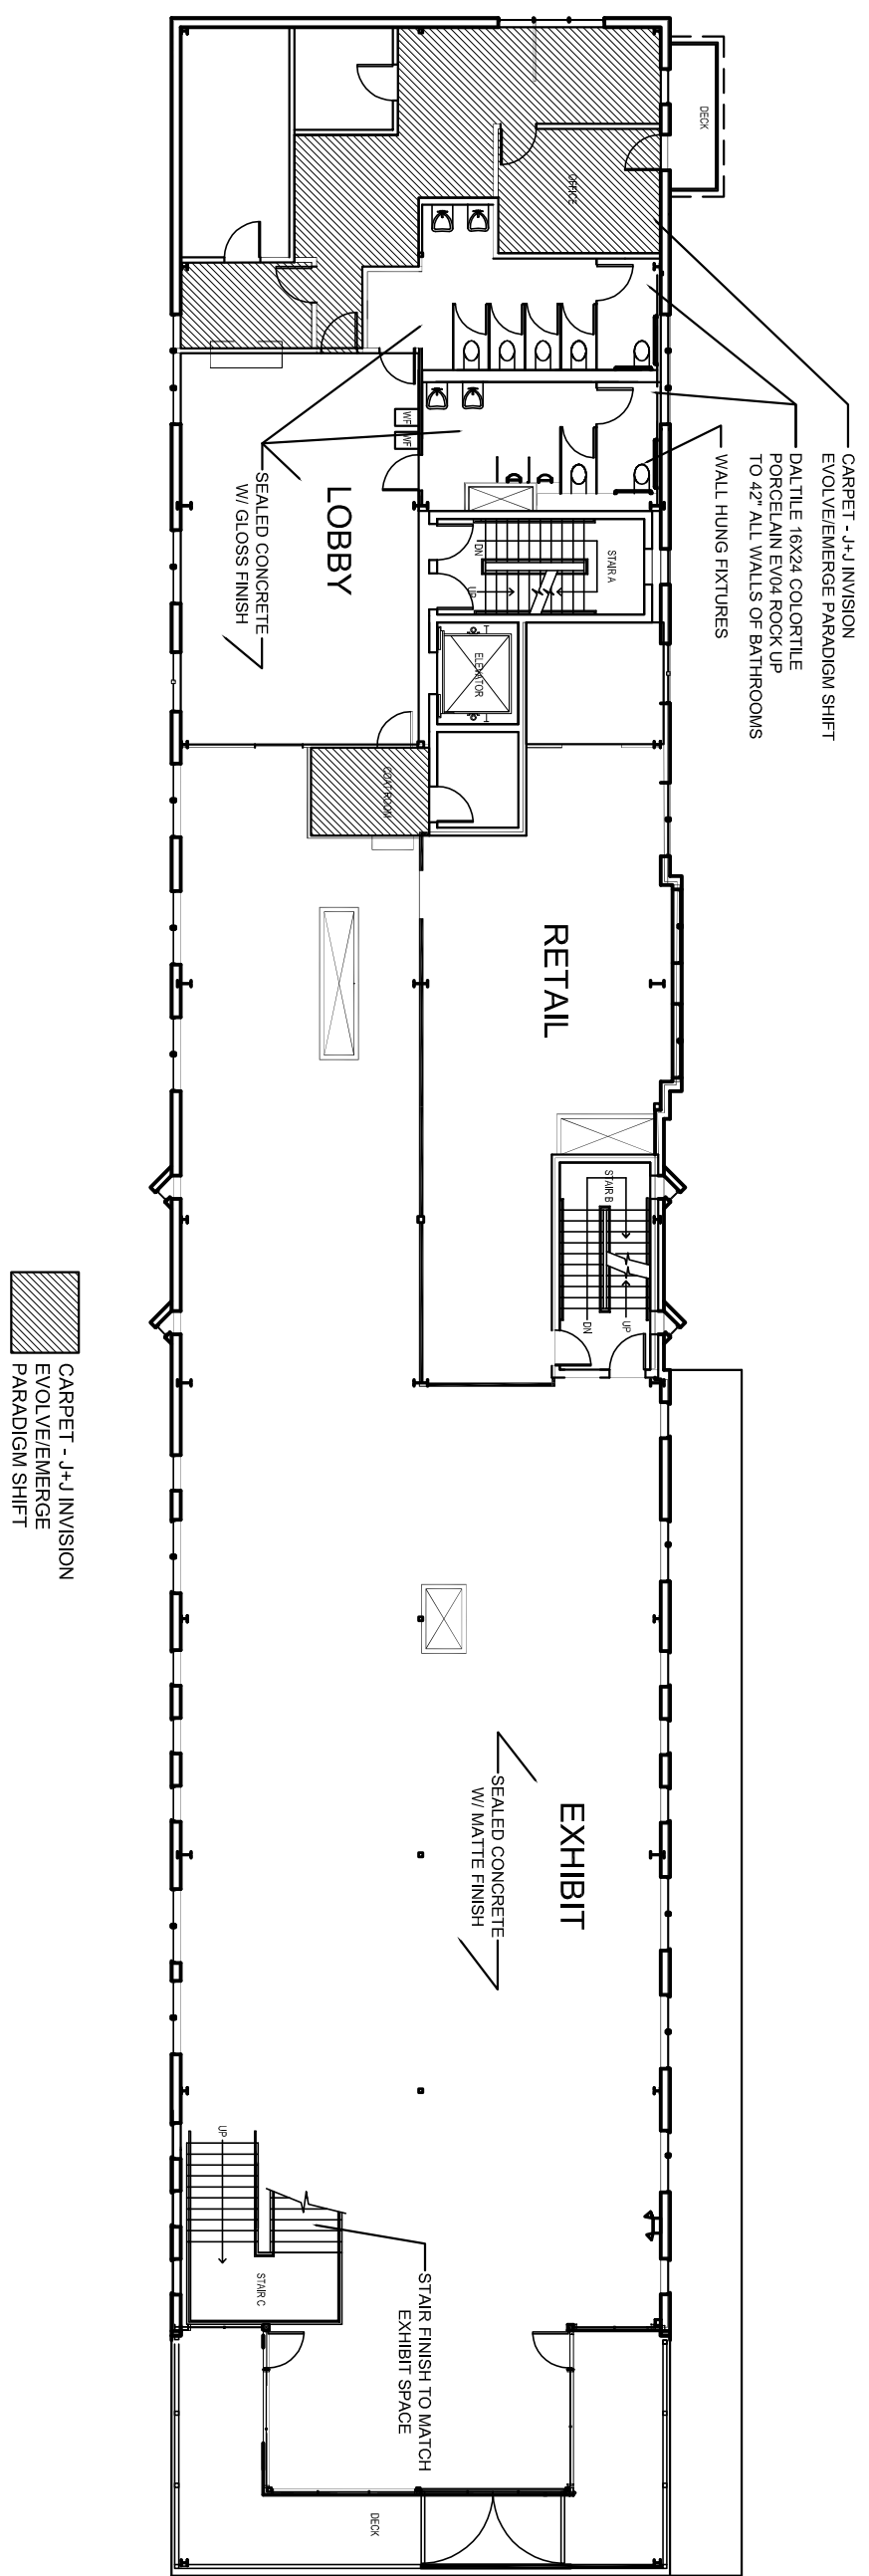 CARPET - J+J INVISION
EVOLVE/EMERGE PARADIGM SHIFT
DALTILE 16X24 COLORTILE
PORCELAIN EV04 ROCK UP
TO 42" ALL WALLS OF BATHROOMS
WALL HUNG FIXTURES
DECK
OFFICE
WF
WF
SEALED CONCRETE
W/ GLOSS FINISH
LOBBY
STAIR A
DN
UP
ELEVATOR
COAT ROOM
RETAIL
STAIR B
UP
DN
EXHIBIT
SEALED CONCRETE
W/ MATTE FINISH
UP
STAIR C
STAIR FINISH TO MATCH
EXHIBIT SPACE
DECK
CARPET - J+J INVISION
EVOLVE/EMERGE
PARADIGM SHIFT